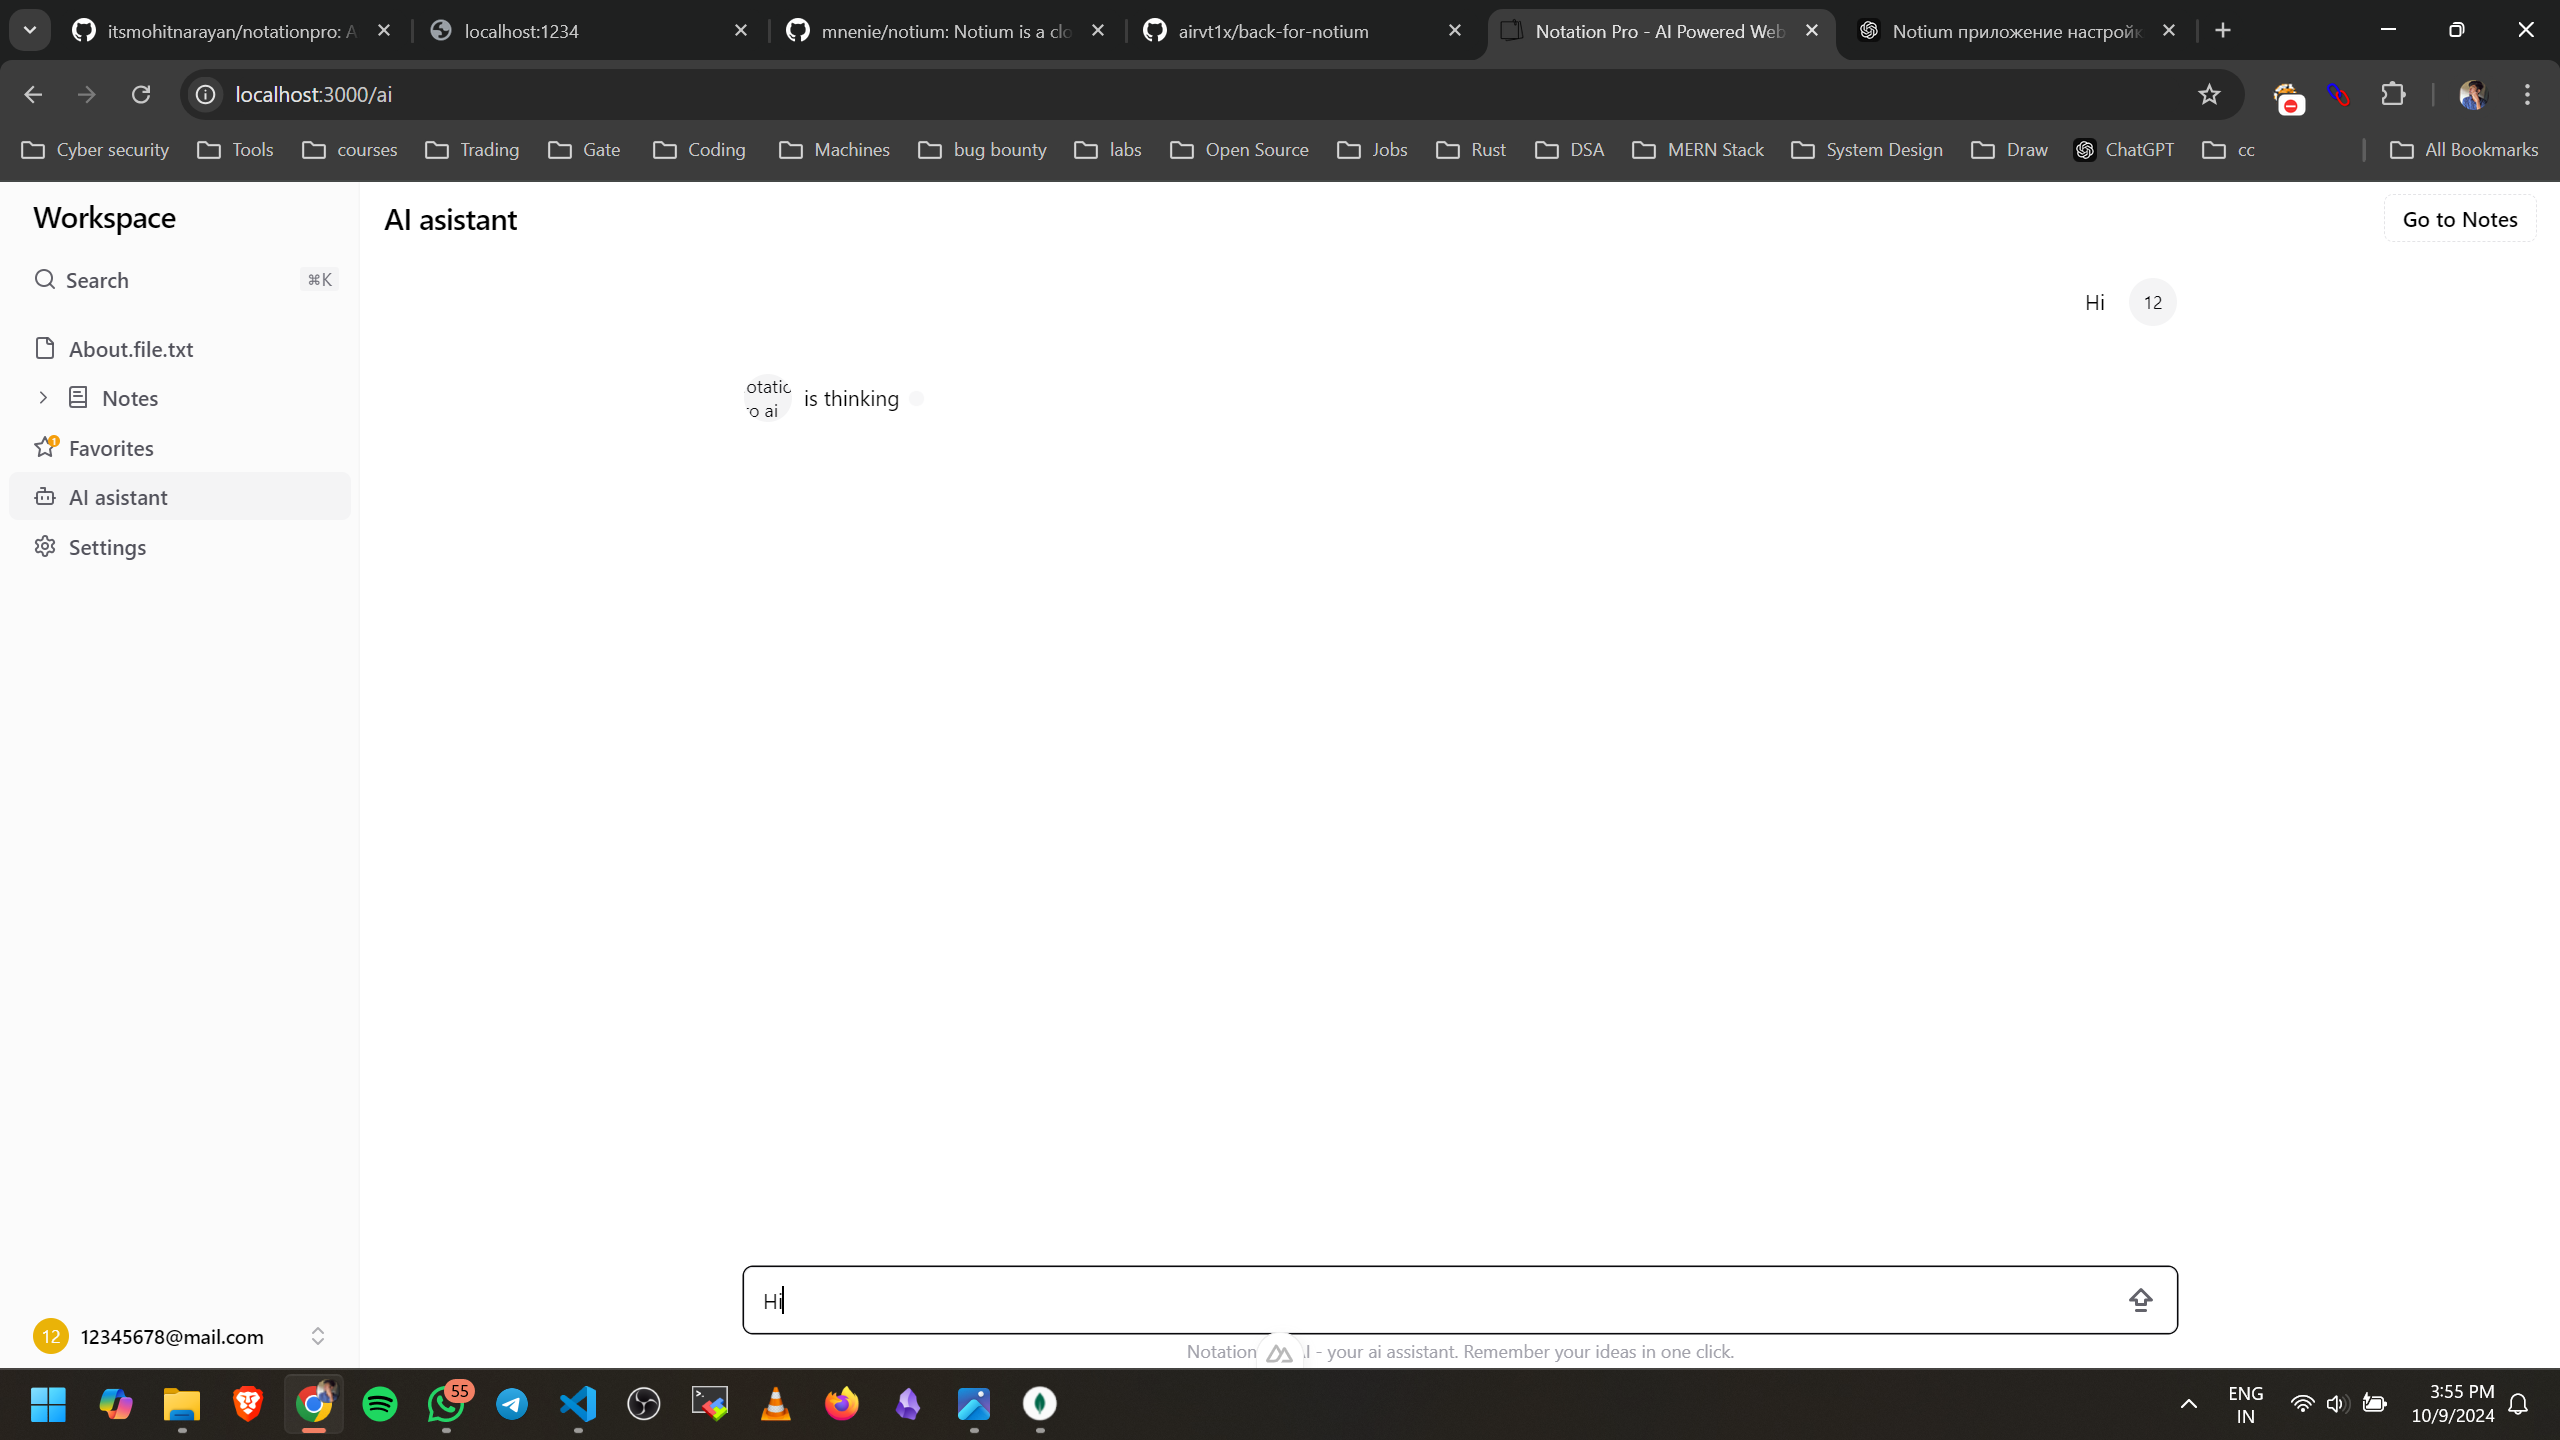 itsmohitnarayan/notationpro: A
localhost:1234
mnenie/notium: Notium is a clo
airvt1x/back-for-notium
Notation Pro - AI Powered Web
Notium приложение настройк
localhost:3000/ai
Cyber security
Tools
courses
Trading
Gate
Coding
Machines
bug bounty
labs
Open Source
Jobs
Rust
DSA
MERN Stack
System Design
Draw
ChatGPT
cc
All Bookmarks
Workspace
Search
⌘K
About.file.txt
Notes
Favorites
1
AI asistant
Settings
12
12345678@mail.com
AI asistant
Go to Notes
Hi
12
otatio
ro ai
is thinking
Hi
Notation I - your ai assistant. Remember your ideas in one click.
55
ENG
IN
3:55 PM
10/9/2024